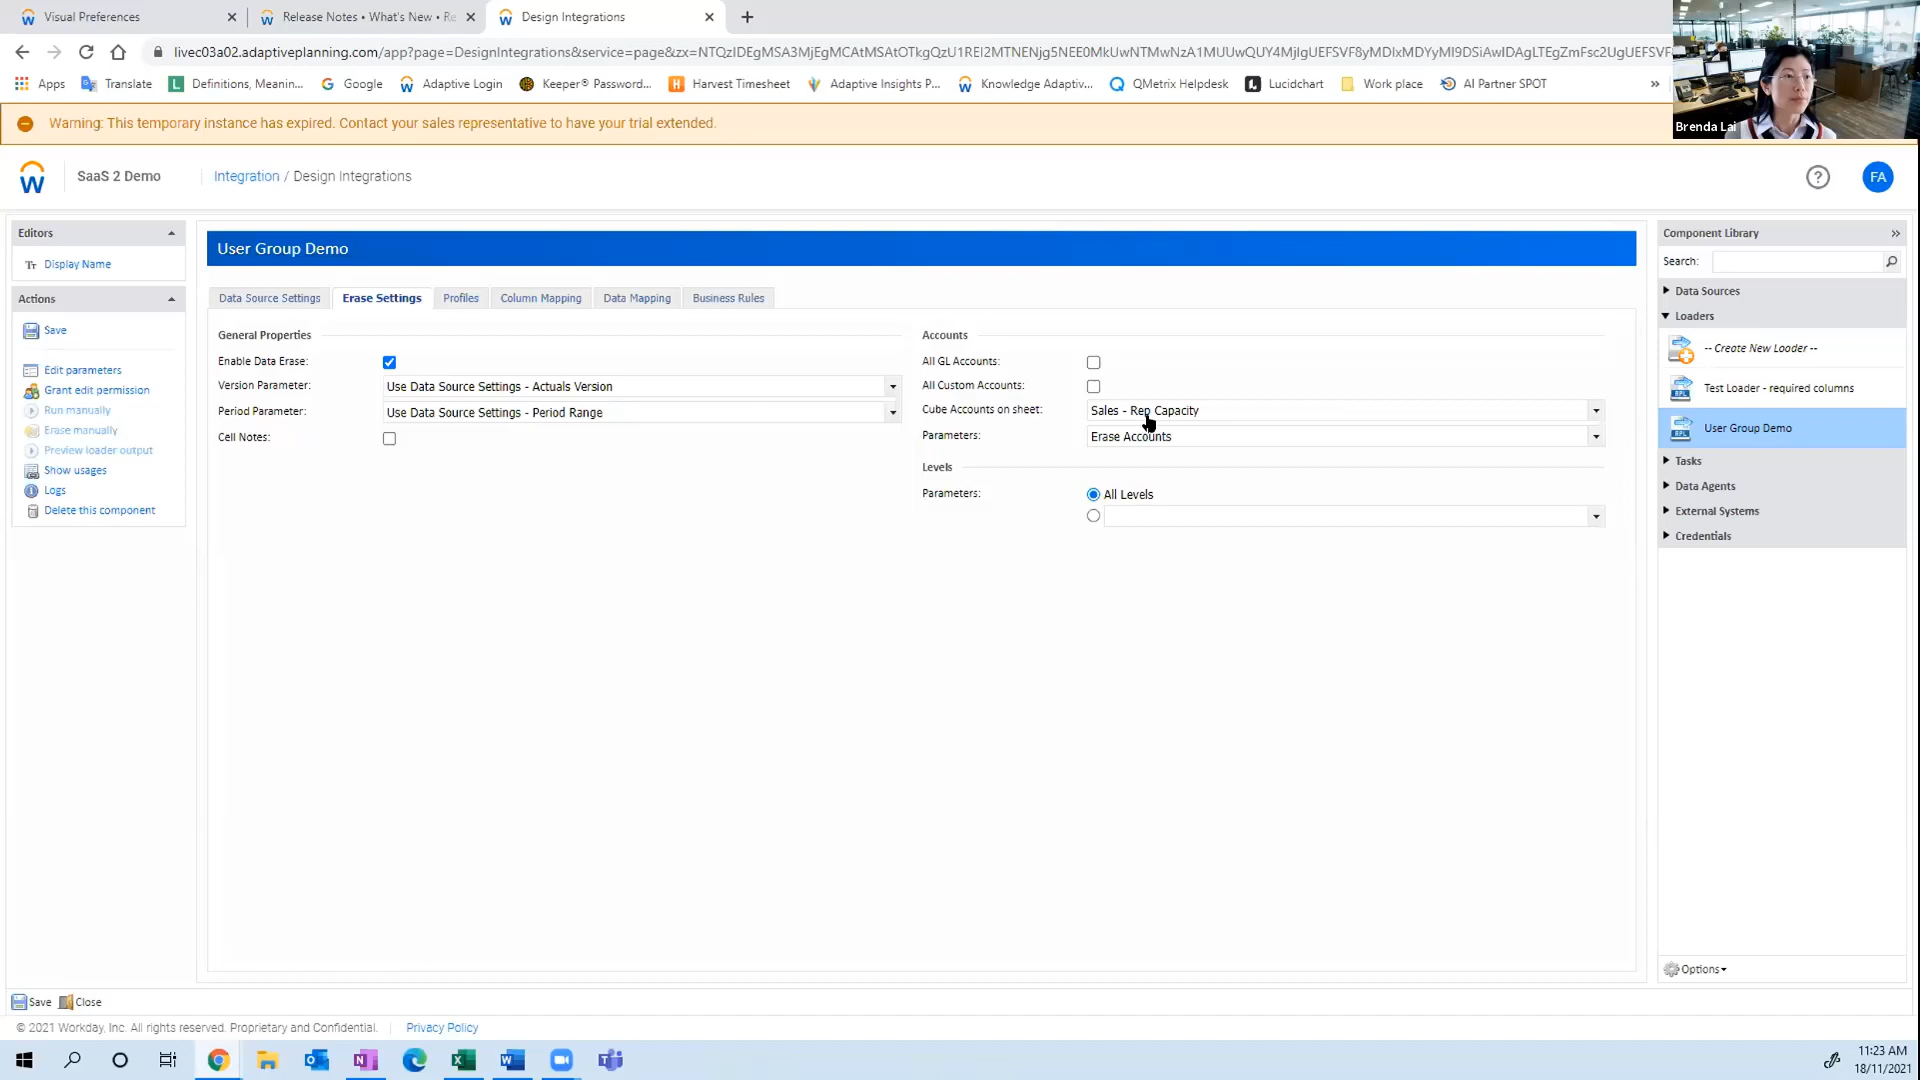 Visual Preferences
Release Notes • What's New • Re
Design Integrations
livec03a02.adaptiveplanning.com/app?page=DesignIntegrations&service=page&zx=
Apps
Translate
Definitions, Meanin...
Google
Adaptive Login
Keeper® Password...
Harvest Timesheet
Adaptive Insights P...
Knowledge Adaptiv...
QMetrix Helpdesk
Lucidchart
Work place
AI Partner SPOT
»
Brenda Lai
Warning: This temporary instance has expired. Contact your sales representative to have your trial extended.
SaaS 2 Demo
Integration / Design Integrations
?
FA
Editors
Display Name
Actions
Save
Edit parameters
Grant edit permission
Run manually
Erase manually
Preview loader output
Show usages
Logs
Delete this component
User Group Demo
Data Source Settings
Erase Settings
Profiles
Column Mapping
Data Mapping
Business Rules
General Properties
Enable Data Erase:
Version Parameter: Use Data Source Settings - Actuals Version
Period Parameter: Use Data Source Settings - Period Range
Cell Notes:
Accounts
All GL Accounts:
All Custom Accounts:
Cube Accounts on sheet: Sales - Rep Capacity
Parameters: Erase Accounts
Levels
Parameters: All Levels
Component Library »
Search:
Data Sources
Loaders
-- Create New Loader --
Test Loader - required columns
User Group Demo
Tasks
Data Agents
External Systems
Credentials
Options
Save Close
© 2021 Workday, Inc. All rights reserved. Proprietary and Confidential. | Privacy Policy
11:23 AM
18/11/2021